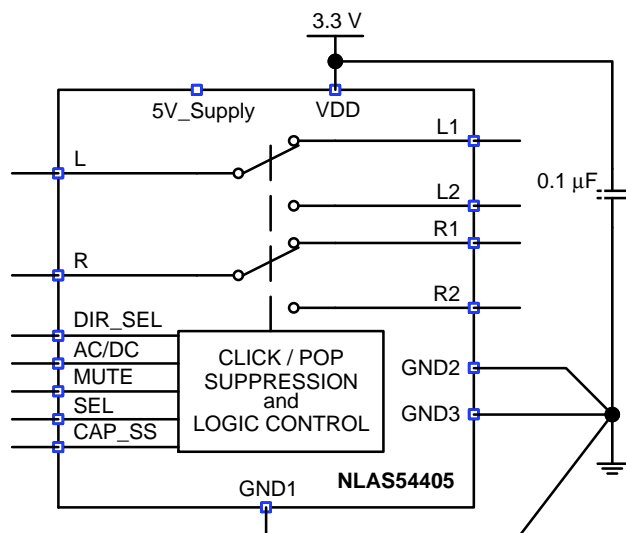 3.3 V
5V_Supply
VDD
L
L1
L2
0.1 μF
R
R1
R2
DIR_SEL
AC/DC
MUTE
SEL
CAP_SS
CLICK / POP
SUPPRESSION
and
LOGIC CONTROL
GND2
GND3
GND1
NLAS54405